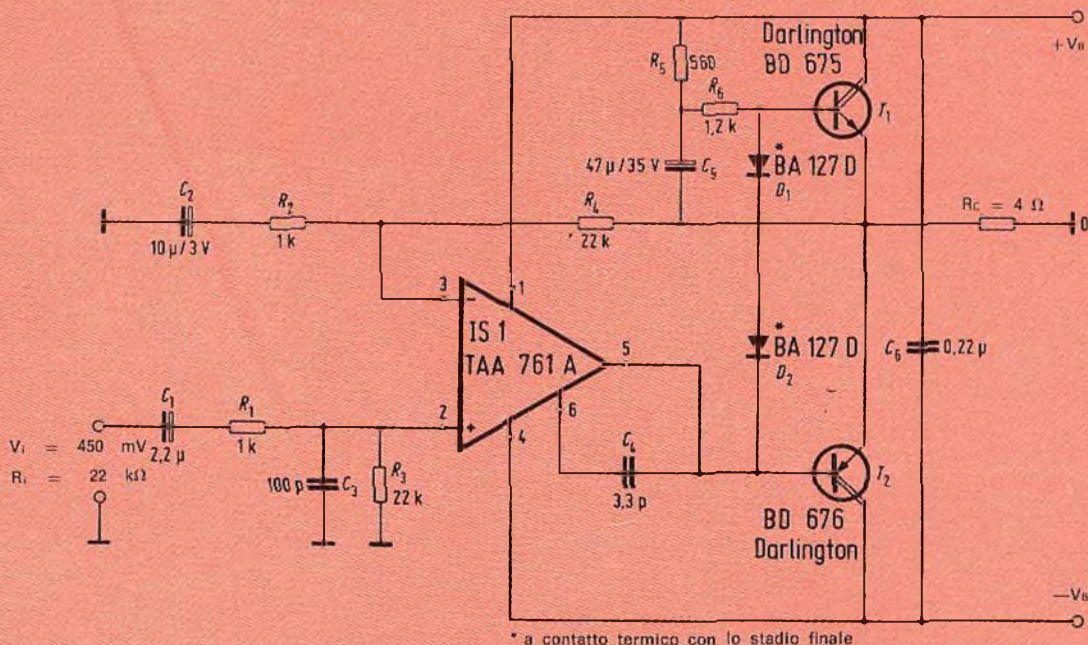 Darlington
BD 675
+VB
R5
560
R6
1,2 k
T1
*
BA 127 D
D1
47 µ/35 V
C5
C2
10 µ/3 V
R2
1 k
R4
22 k
RL = 4 Ω
0
3
−
1
IS 1
TAA 761 A
5
*
BA 127 D
D2
C6
0,22 µ
2
+
6
4
C1
2,2 µ
R1
1 k
Vi = 450 mV
Ri = 22 kΩ
100 p
C3
R3
22 k
C4
3,3 p
T2
BD 676
Darlington
—VB
* a contatto termico con lo stadio finale